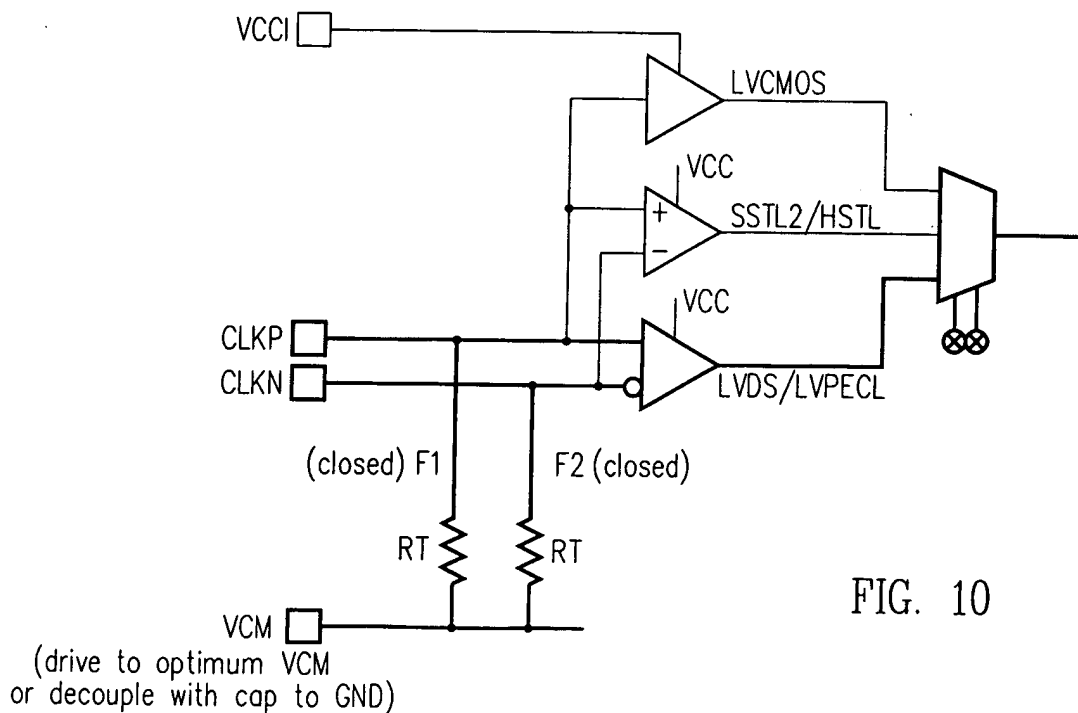 VCCI
LVCMOS
VCC
+
SSTL2/HSTL
−
VCC
CLKP
CLKN
LVDS/LVPECL
(closed) F1
F2 (closed)
RT
RT
VCM
(drive to optimum VCM
or decouple with cap to GND)
FIG. 10